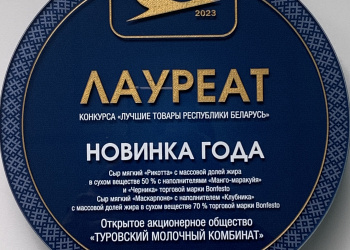 2023
ЛАУРЕАТ
КОНКУРСА «ЛУЧШИЕ ТОВАРЫ РЕСПУБЛИКИ БЕЛАРУСЬ»
НОВИНКА ГОДА
Сыр мягкий «Рикотта» с массовой долей жира
в сухом веществе 50 % с наполнителями «Манго-маракуйя»
и «Черника» торговой марки Bonfesto
Сыр мягкий «Маскарпоне» с наполнителем «Клубника»
с массовой долей жира в сухом веществе 70 % торговой марки Bonfesto
Открытое акционерное общество
«ТУРОВСКИЙ МОЛОЧНЫЙ КОМБИНАТ»